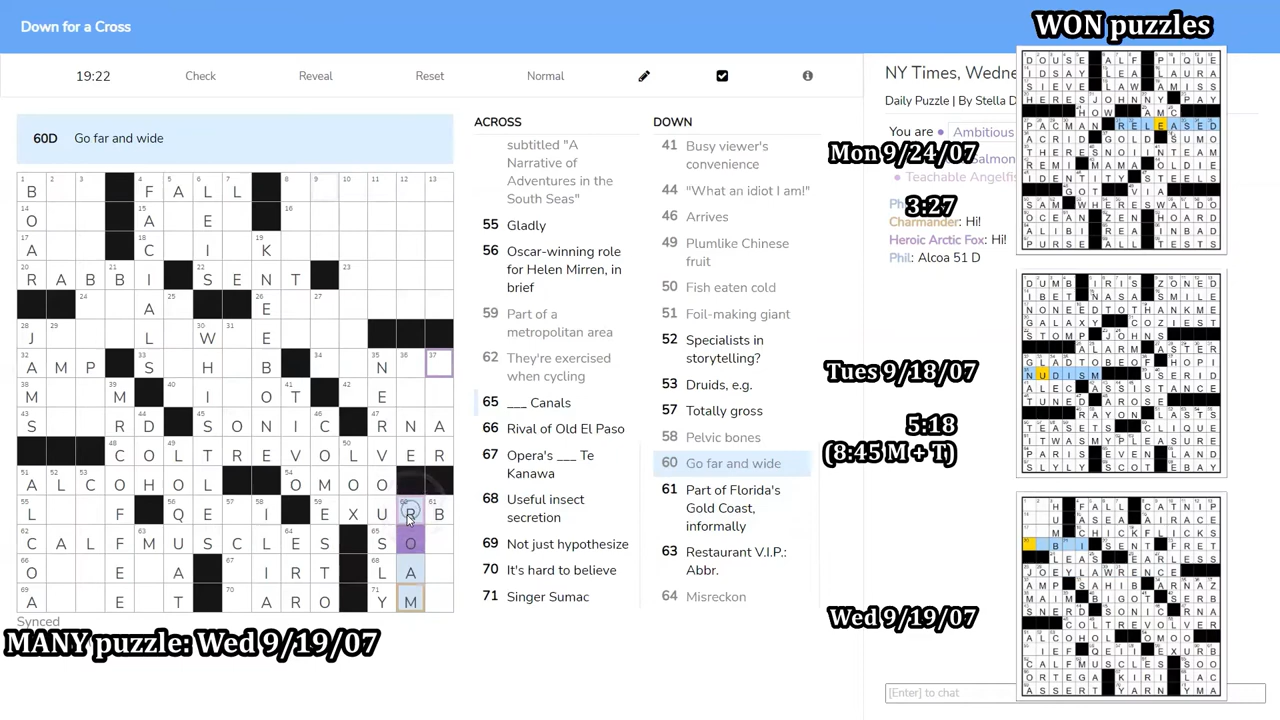 Down for a Cross
19:22
Check
Reveal
Reset
Normal
60D Go far and wide
ACROSS
subtitled "A
Narrative of
Adventures in the
South Seas"
55 Gladly
56 Oscar-winning role
for Helen Mirren, in
brief
59 Part of a
metropolitan area
62 They're exercised
when cycling
65 ___ Canals
66 Rival of Old El Paso
67 Opera's ___ Te
Kanawa
68 Useful insect
secretion
69 Not just hypothesize
70 It's hard to believe
71 Singer Sumac
DOWN
41 Busy viewer's
convenience
44 "What an idiot I am!"
46 Arrives
49 Plumlike Chinese
fruit
50 Fish eaten cold
51 Foil-making giant
52 Specialists in
storytelling?
53 Druids, e.g.
57 Totally gross
58 Pelvic bones
60 Go far and wide
61 Part of Florida's
Gold Coast,
informally
63 Restaurant V.I.P.:
Abbr.
64 Misreckon
B F A L L
O A E
A C I K
R A B B I S E N T
A E
J L W E
A M P S H B N
M M I O T E
S R D S O N I C R N A
C O L T R E V O L V E R
A L C O H O L O M O O
L F Q E I E X U R B
C A L F M U S C L E S S O
O E A I R T L A
A E T A R O Y M
Synced
MANY puzzle: Wed 9/19/07
NY Times, Wedne
Daily Puzzle | By Stella D
You are • Ambitious
Salmon
Teachable Angelfis
Ph
Charmander: Hi!
Heroic Arctic Fox: Hi!
Phil: Alcoa 51 D
[Enter] to chat
WON puzzles
Mon 9/24/07
3:27
Tues 9/18/07
5:18
(8:45 M + T)
Wed 9/19/07
D O U S E A L F P I Q U E
I D S A Y L E A L A U R A
S I E V E L A W A M I S S
H E R E S J O H N N Y P A Y
H O W A M C
P A C M A N R E L E A S E D
A C R I D G O L D S U M O
T H E R E S N O I I N T E A M
R E M I M A M A O L D I E
I D E N T I T Y S T E E L S
G O T V I A
S A M W H E R E S W A L D O
O C E A N Z E N H O A R D
A L I B I R E A I N B A D
P U R S E A L L T E S T S
D U M B I R I S Z O N E D
I B E T N A S A S M I L E
N O N E E D T O T H A N K M E
G A L A X Y C O Z I E S T
S T O M P J O H N S
A L A R M A S T E R
G L A D T O B E O F H O P I
N U D I S M U S E R I D
A L E C A S S I S T A N C E
T U N E D A R O S E
R A Y O N L A S T S
T E A S E T S C L I Q U E
I T W A S M Y P L E A S U R E
P A R I S E V E N L A N D
S L Y L Y S C O T E B A Y
H F A L L C A T N I P
U A S E A A I R A C E
M C H I C K F L I C K S
B I S E N T F R E T
L E A S E A R L E S S
J O E Y L A W R E N C E
A M P S A H I B A R N A Z
M A I M B I G O T S E R B
S N E R D S O N I C R N A
C O L T R E V O L V E R
A L C O H O L O M O O
I E F Q E I I E X U R B
C A L F M U S C L E S S O O
O R T E G A K I R I L A C
A S S E R T Y A R N Y M A